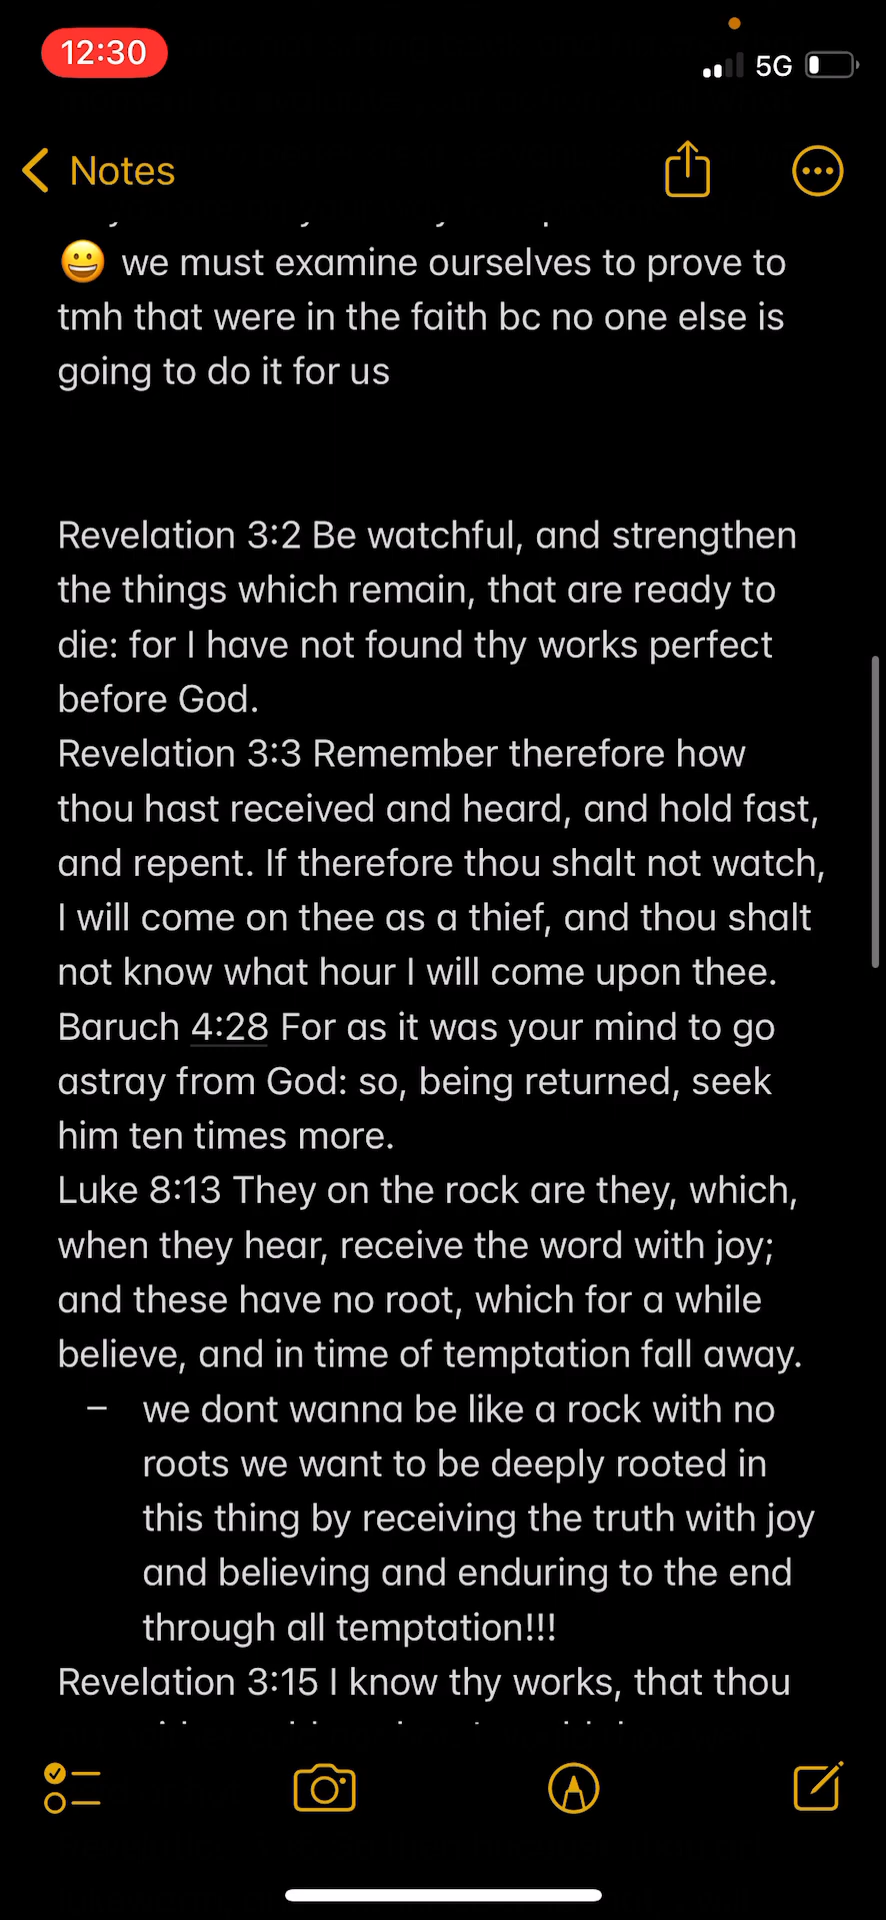 12:30
5G
Notes
😀 we must examine ourselves to prove to
tmh that were in the faith bc no one else is
going to do it for us
Revelation 3:2 Be watchful, and strengthen
the things which remain, that are ready to
die: for I have not found thy works perfect
before God.
Revelation 3:3 Remember therefore how
thou hast received and heard, and hold fast,
and repent. If therefore thou shalt not watch,
I will come on thee as a thief, and thou shalt
not know what hour I will come upon thee.
Baruch 4:28 For as it was your mind to go
astray from God: so, being returned, seek
him ten times more.
Luke 8:13 They on the rock are they, which,
when they hear, receive the word with joy;
and these have no root, which for a while
believe, and in time of temptation fall away.
– we dont wanna be like a rock with no
roots we want to be deeply rooted in
this thing by receiving the truth with joy
and believing and enduring to the end
through all temptation!!!
Revelation 3:15 I know thy works, that thou